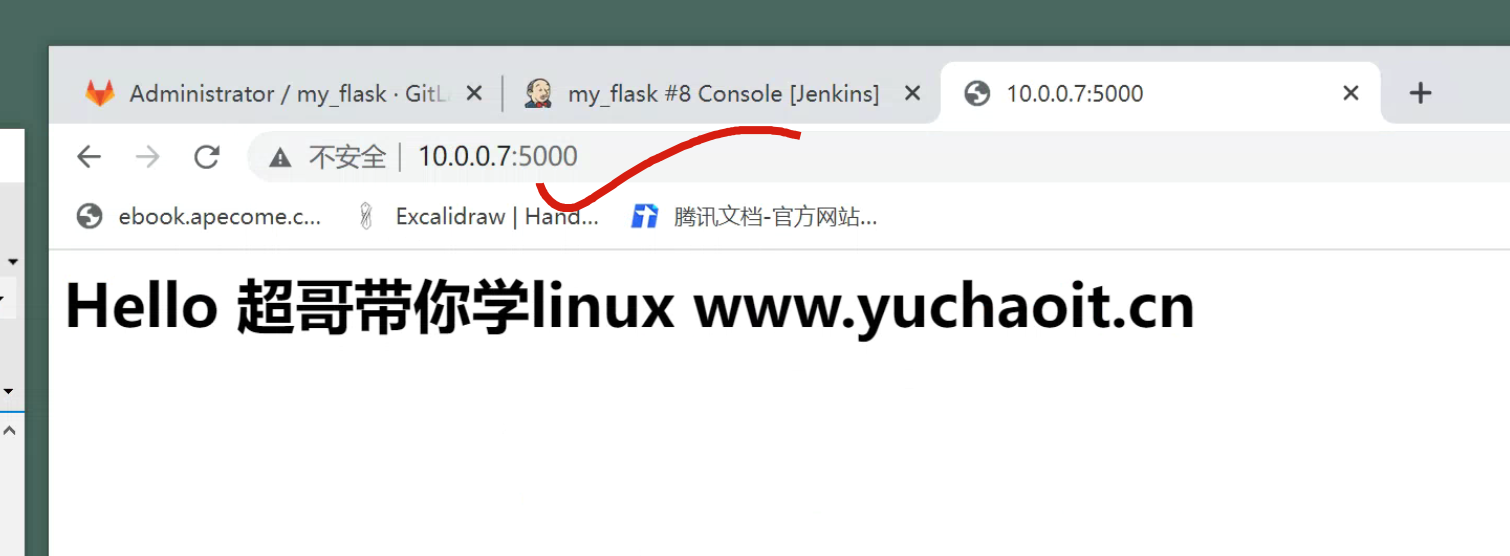 Administrator / my_flask · GitL
my_flask #8 Console [Jenkins]
10.0.0.7:5000
不安全 | 10.0.0.7:5000
ebook.apecome.c...
Excalidraw | Hand...
腾讯文档-官方网站...
Hello 超哥带你学linux www.yuchaoit.cn